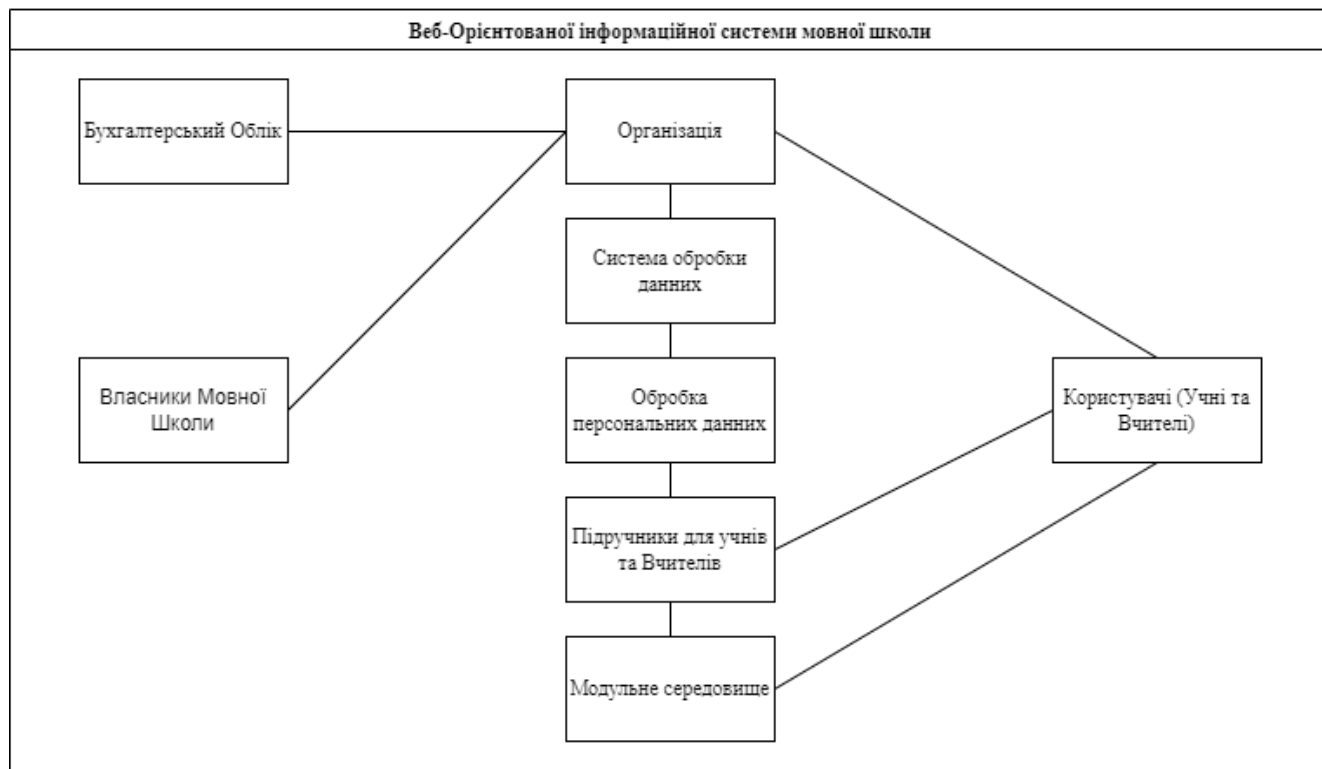 Веб-Орієнтованої інформаційної системи мовної школи
Бухгалтерський Облік
Організація
Система обробки
данних
Власники Мовної
Школи
Обробка
персональних данних
Користувачі (Учні та
Вчителі)
Підручники для учнів
та Вчителів
Модульне середовище